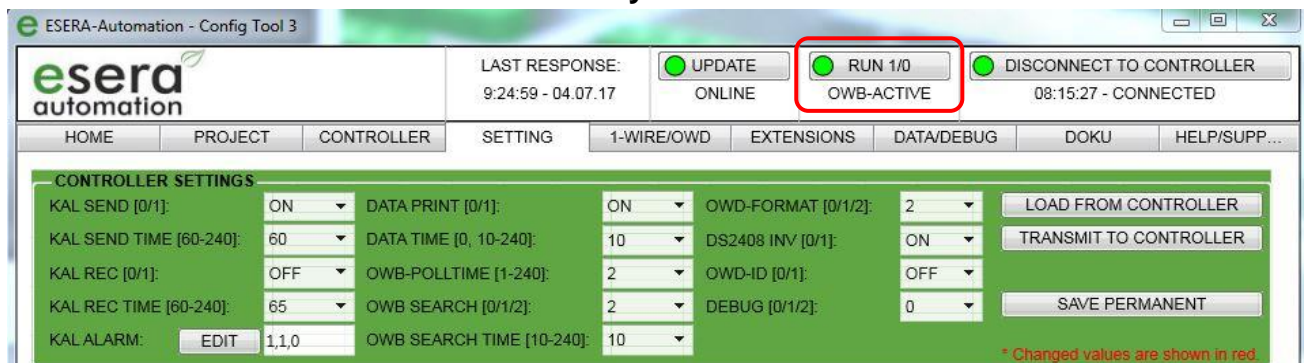 ESERA-Automation - Config Tool 3
esera automation
LAST RESPONSE: UPDATE RUN 1/0 DISCONNECT TO CONTROLLER
9:24:59 - 04.07.17 ONLINE OWB-ACTIVE 08:15:27 - CONNECTED
HOME PROJECT CONTROLLER SETTING 1-WIRE/OWD EXTENSIONS DATA/DEBUG DOKU HELP/SUPP...
CONTROLLER SETTINGS
KAL SEND [0/1]: ON DATA PRINT [0/1]: ON OWD-FORMAT [0/1/2]: 2 LOAD FROM CONTROLLER
KAL SEND TIME [60-240]: 60 DATA TIME [0, 10-240]: 10 DS2408 INV [0/1]: ON TRANSMIT TO CONTROLLER
KAL REC [0/1]: OFF OWB-POLLTIME [1-240]: 2 OWD-ID [0/1]: OFF
KAL REC TIME [60-240]: 65 OWB SEARCH [0/1/2]: 2 DEBUG [0/1/2]: 0 SAVE PERMANENT
KAL ALARM: EDIT 1,1,0 OWB SEARCH TIME [10-240]: 10
* Changed values are shown in red.